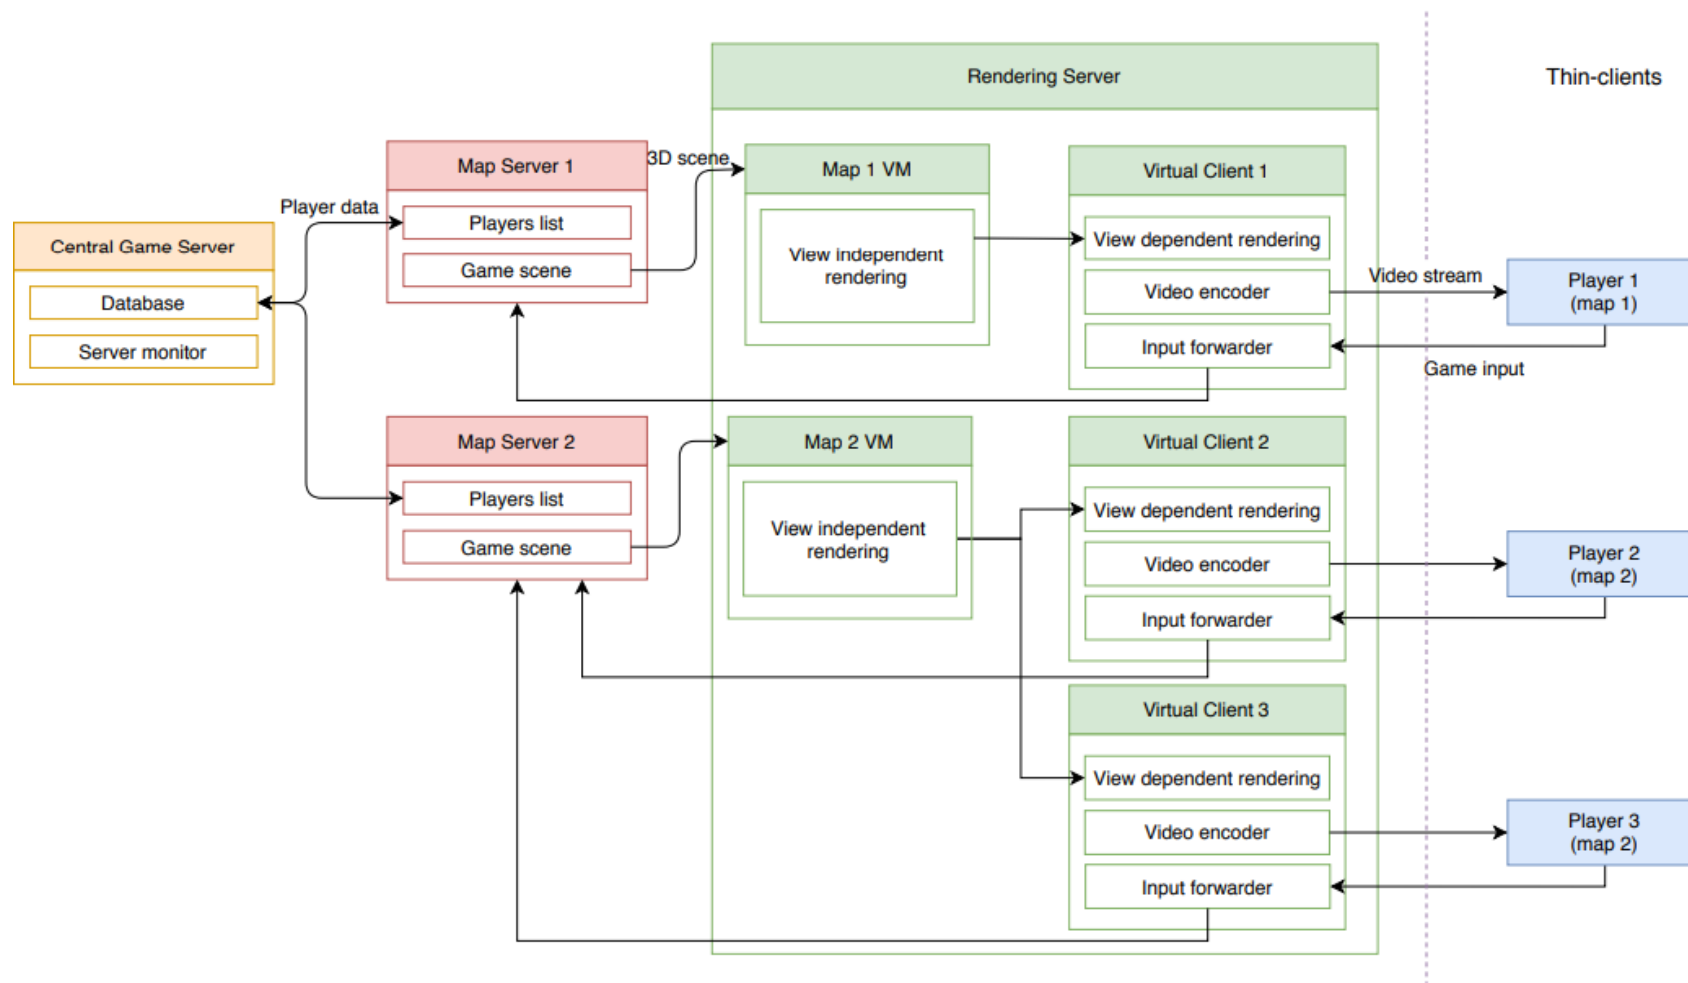 Rendering Server
Thin-clients
Map Server 1
3D scene
Map 1 VM
Virtual Client 1
Player data
Players list
Central Game Server
View dependent rendering
View independent
rendering
Game scene
Video stream
Player 1
(map 1)
Database
Video encoder
Server monitor
Input forwarder
Game input
Map Server 2
Map 2 VM
Virtual Client 2
Players list
View dependent rendering
View independent
rendering
Game scene
Video encoder
Player 2
(map 2)
Input forwarder
Virtual Client 3
View dependent rendering
Video encoder
Player 3
(map 2)
Input forwarder